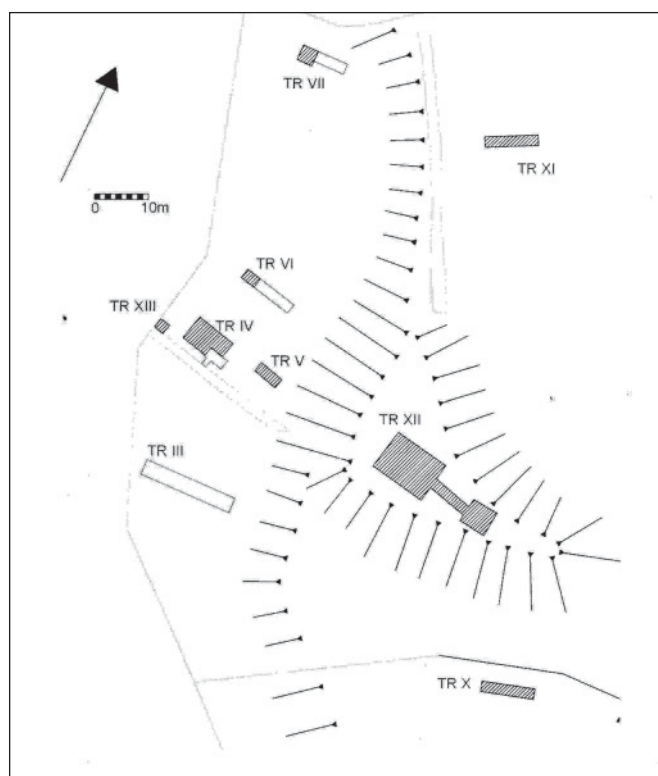 TR VII
TR XI
0 10m
TR VI
TR XIII
TR IV
TR V
TR XII
TR III
TR X